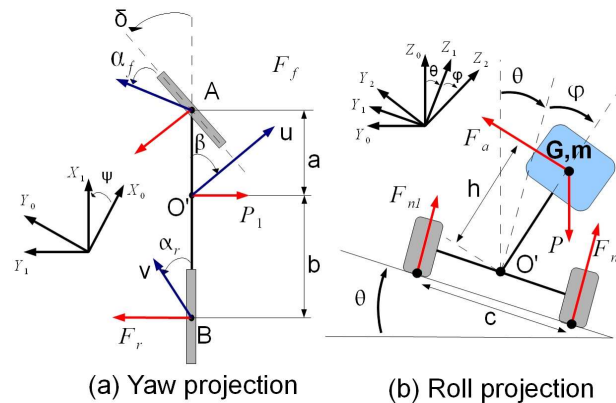 δ
α_f
F_f
A
u
β
a
X_1
ψ
X_0
Y_0
Y_1
O'
P_1
α_r
v
b
F_r
B
(a) Yaw projection
Z_0
Z_1
Z_2
θ
φ
Y_2
Y_1
Y_0
θ
φ
F_a
G,m
h
F_nl
P
F_n
O'
θ
c
(b) Roll projection